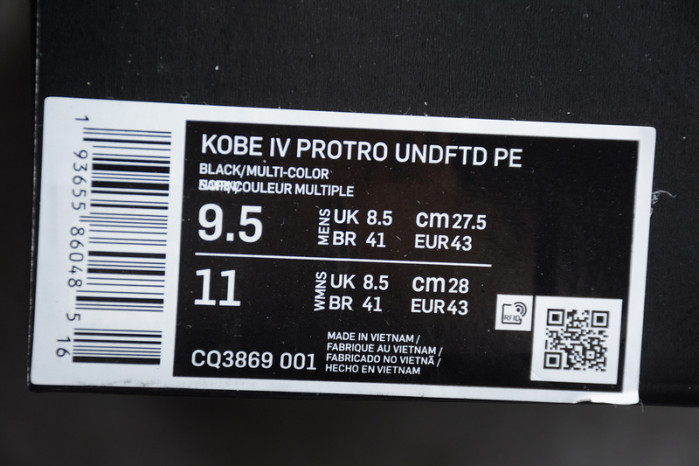 KOBE IV PROTRO UNDFTD PE
BLACK/MULTI-COLOR
COULEUR MULTIPLE
9.5
MENS
UK 8.5 cm 27.5
BR 41 EUR 43
11
WMNS
UK 8.5 cm 28
BR 41 EUR 43
CQ3869 001
MADE IN VIETNAM /
FABRIQUE AU VIETNAM /
FABRICADO NO VIETNÃ /
HECHO EN VIETNAM
RFID
1 93655 86048 5 16